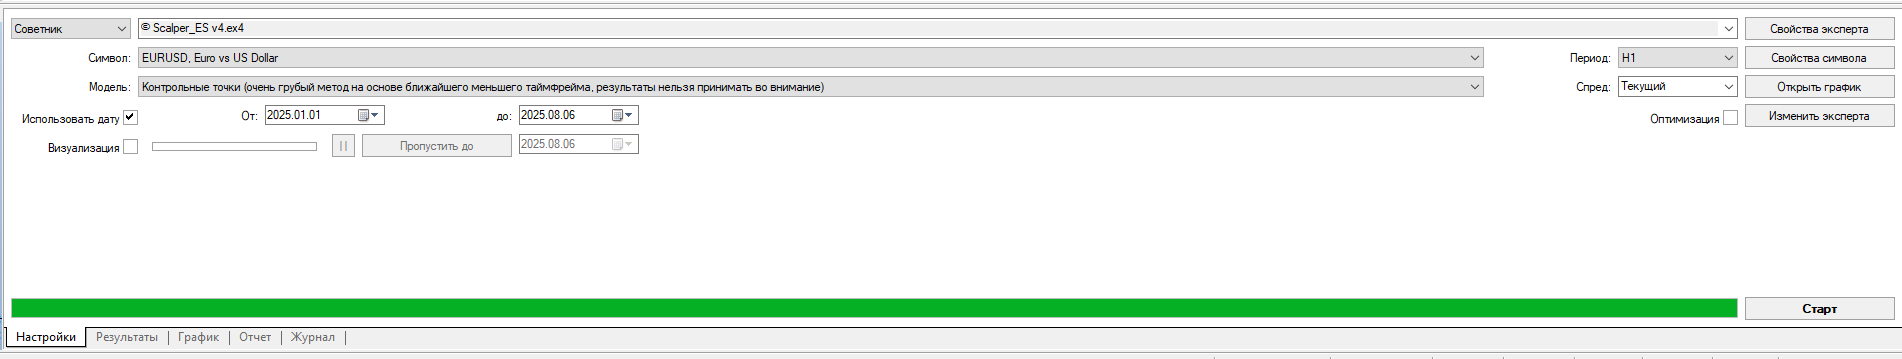 Советник © Scalper_ES v4.ex4 Свойства эксперта
Символ: EURUSD, Euro vs US Dollar Период: H1 Свойства символа
Модель: Контрольные точки (очень грубый метод на основе ближайшего меньшего таймфрейма, результаты нельзя принимать во внимание) Спред: Текущий Открыть график
Использовать дату От: 2025.01.01 до: 2025.08.06 Оптимизация Изменить эксперта
Визуализация Пропустить до 2025.08.06
Старт
Настройки Результаты График Отчет Журнал